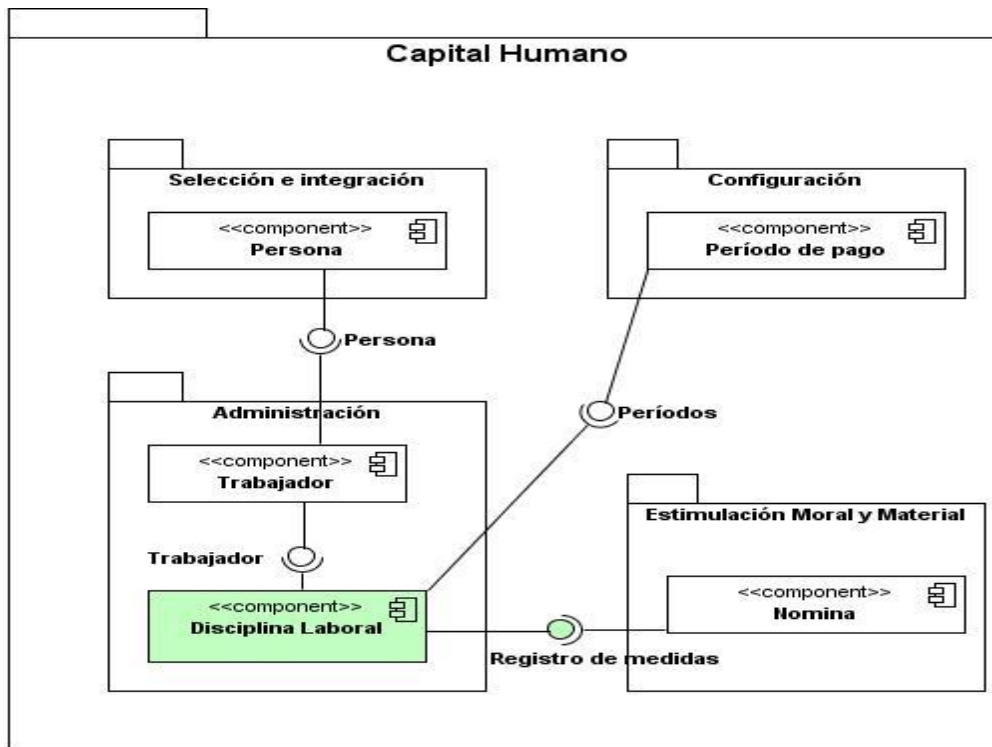 Capital Humano
Selección e integración
<<component>>
Persona
Configuración
<<component>>
Período de pago
Persona
Administración
<<component>>
Trabajador
Períodos
Trabajador
<<component>>
Disciplina Laboral
Estimulación Moral y Material
<<component>>
Nomina
Registro de medidas